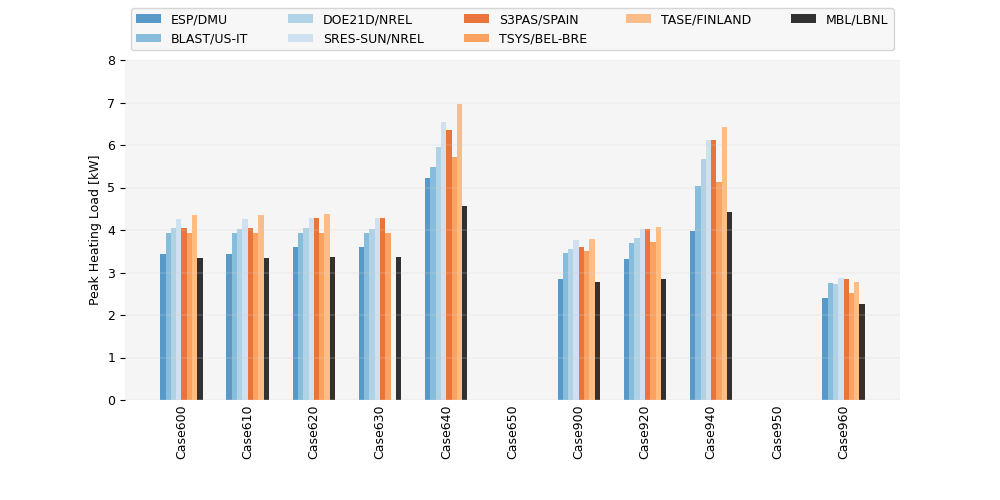 ESP/DMU DOE21D/NREL S3PAS/SPAIN TASE/FINLAND MBL/LBNL
BLAST/US-IT SRES-SUN/NREL TSYS/BEL-BRE
Peak Heating Load [kW]
8
7
6
5
4
3
2
1
0
Case600 Case610 Case620 Case630 Case640 Case650 Case900 Case920 Case940 Case950 Case960